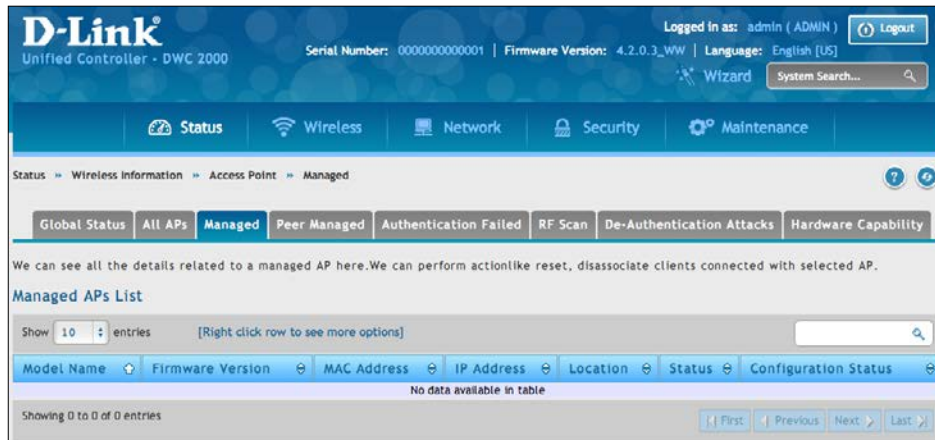 D-Link
Logged in as: admin ( ADMIN ) Logout
Unified Controller - DWC 2000
Serial Number: 0000000000001 | Firmware Version: 4.2.0.3_WW | Language: English [US]
Wizard System Search...
Status Wireless Network Security Maintenance
Status » Wireless Information » Access Point » Managed
Global Status All APs Managed Peer Managed Authentication Failed RF Scan De-Authentication Attacks Hardware Capability
We can see all the details related to a managed AP here.We can perform actionlike reset, disassociate clients connected with selected AP.
Managed APs List
Show 10 entries [Right click row to see more options]
Model Name Firmware Version MAC Address IP Address Location Status Configuration Status
No data available in table
Showing 0 to 0 of 0 entries First Previous Next Last